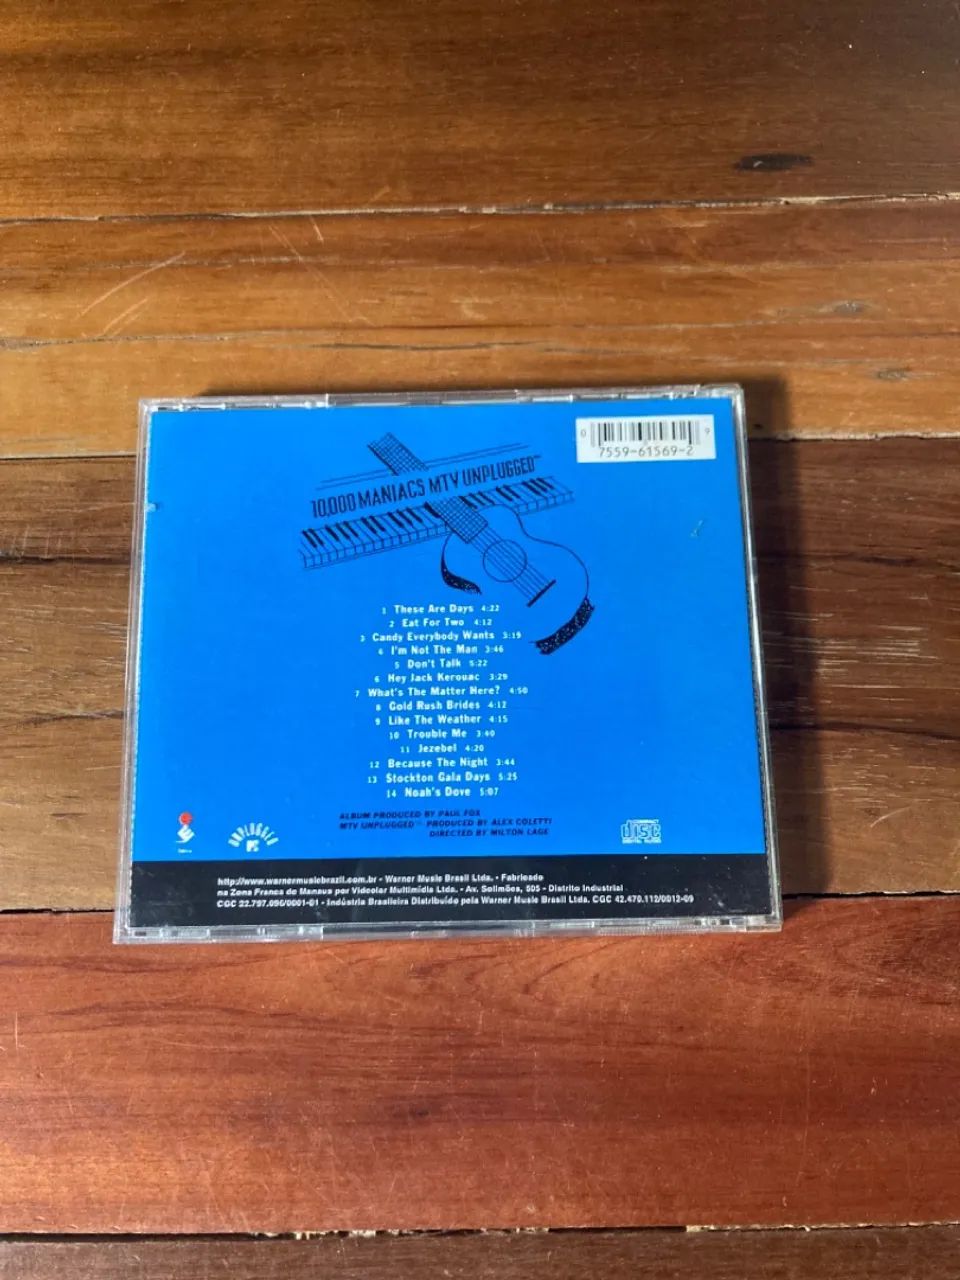 0 9
7559-61569-2
10,000 MANIACS MTV UNPLUGGED™
1 These Are Days 4:22
2 Eat For Two 4:12
3 Candy Everybody Wants 3:19
4 I'm Not The Man 3:46
5 Don't Talk 5:22
6 Hey Jack Kerouac 3:29
7 What's The Matter Here? 4:50
8 Gold Rush Brides 4:12
9 Like The Weather 4:15
10 Trouble Me 3:40
11 Jezebel 4:20
12 Because The Night 3:44
13 Stockton Gala Days 5:25
14 Noah's Dove 5:07
ALBUM PRODUCED BY PAUL FOX
MTV UNPLUGGED™ PRODUCED BY ALEX COLETTI
DIRECTED BY MILTON LAGE
UNPLUGGED
COMPACT
disc
DIGITAL AUDIO
http://www.warnermusicbrazil.com.br - Warner Music Brasil Ltda. - Fabricado
na Zona Franca de Manaus por Videolar Multimídia Ltda. - Av. Solimões, 505 - Distrito Industrial
CGC 22.797.096/0001-01 - Indústria Brasileira Distribuído pela Warner Music Brasil Ltda. CGC 42.470.112/0012-09